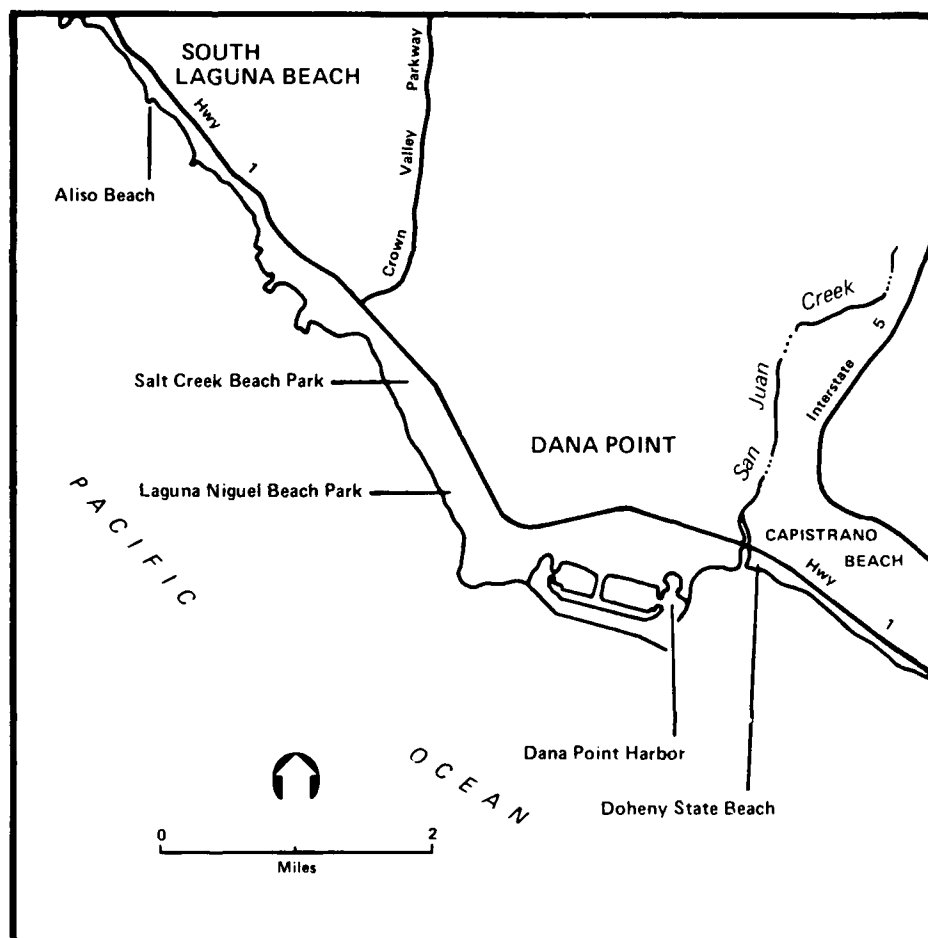 SOUTH
LAGUNA BEACH
Hwy
1
Aliso Beach
Crown Valley Parkway
San Juan Creek
Interstate 5
Salt Creek Beach Park
DANA POINT
Laguna Niguel Beach Park
CAPISTRANO
BEACH
Hwy
1
PACIFIC
OCEAN
Dana Point Harbor
Doheny State Beach
0 2
Miles